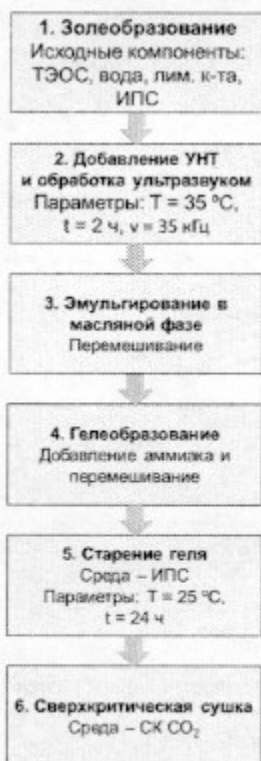 1. Золеобразование
Исходные компоненты:
ТЭОС, вода, лим. к-та,
ИПС
2. Добавление УНТ
и обработка ультразвуком
Параметры: T = 35 ºС,
t = 2 ч, ν = 35 кГц
3. Эмульгирование в
масляной фазе
Перемешивание
4. Гелеобразование
Добавление аммиака и
перемешивание
5. Старение геля
Среда – ИПС
Параметры: T = 25 ºС,
t = 24 ч
6. Сверхкритическая сушка
Среда – СК CO₂